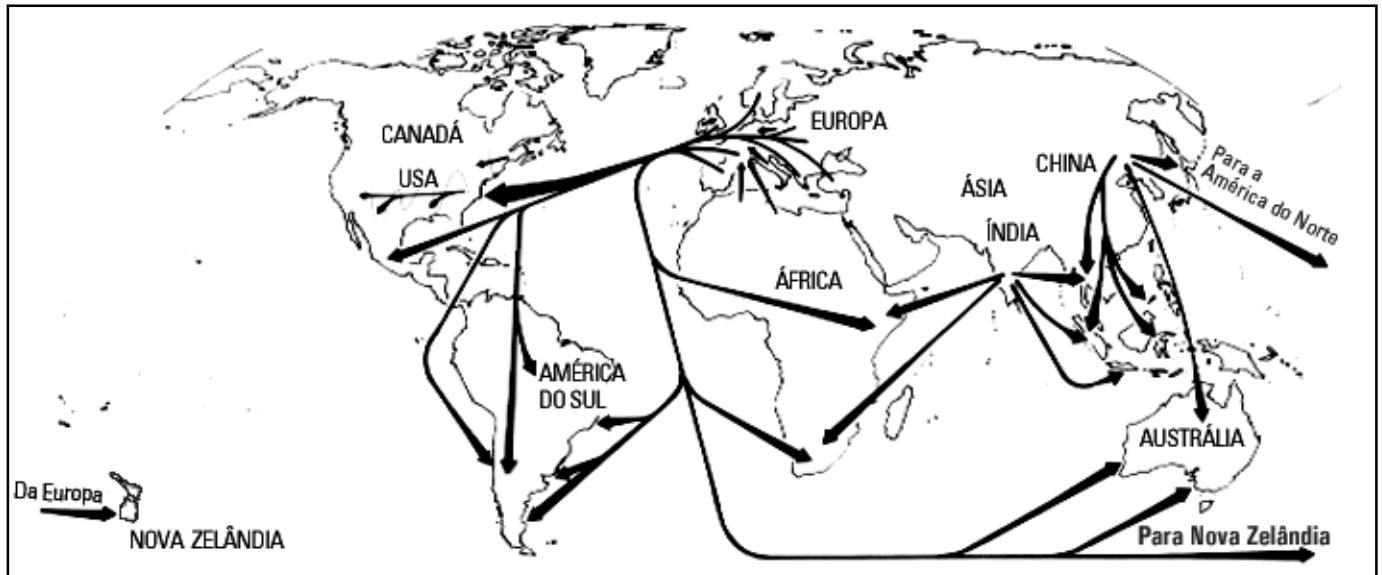 CANADÁ
USA
EUROPA
CHINA
ÁSIA
ÍNDIA
Para a
América do Norte
ÁFRICA
AMÉRICA
DO SUL
AUSTRÁLIA
Da Europa
NOVA ZELÂNDIA
Para Nova Zelândia